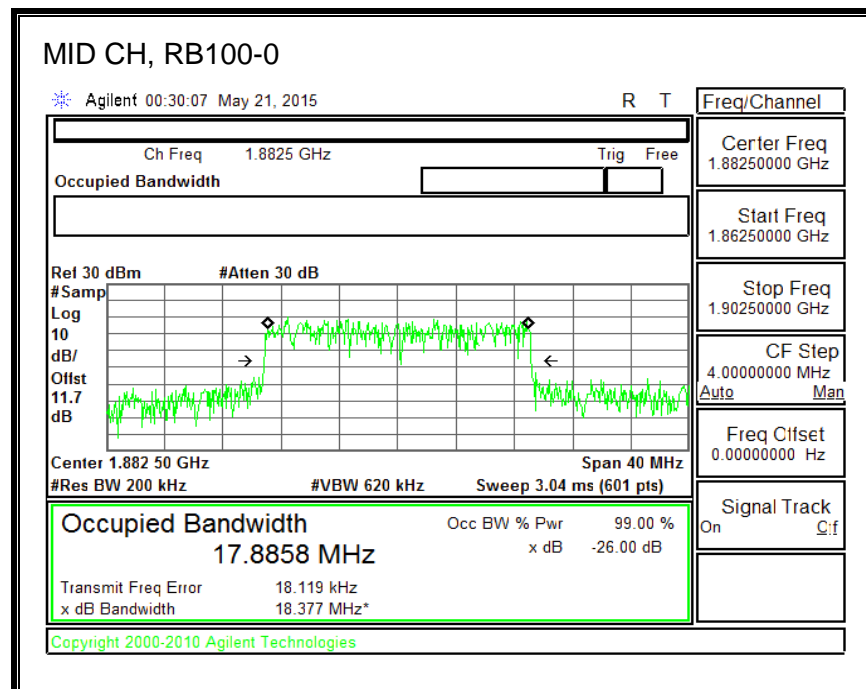 MID CH, RB100-0
Agilent 00:30:07 May 21, 2015 R T
Freq/Channel
Ch Freq 1.8825 GHz Trig Free
Occupied Bandwidth
Center Freq
1.88250000 GHz
Start Freq
1.86250000 GHz
Stop Freq
1.90250000 GHz
CF Step
4.00000000 MHz
Auto Man
Freq Offset
0.00000000 Hz
Signal Track
On Off
Ref 30 dBm #Atten 30 dB
#Samp
Log
10
dB/
Offst
11.7
dB
Center 1.882 50 GHz Span 40 MHz
#Res BW 200 kHz #VBW 620 kHz Sweep 3.04 ms (601 pts)
Occupied Bandwidth
17.8858 MHz
Occ BW % Pwr 99.00 %
x dB -26.00 dB
Transmit Freq Error 18.119 kHz
x dB Bandwidth 18.377 MHz*
Copyright 2000-2010 Agilent Technologies